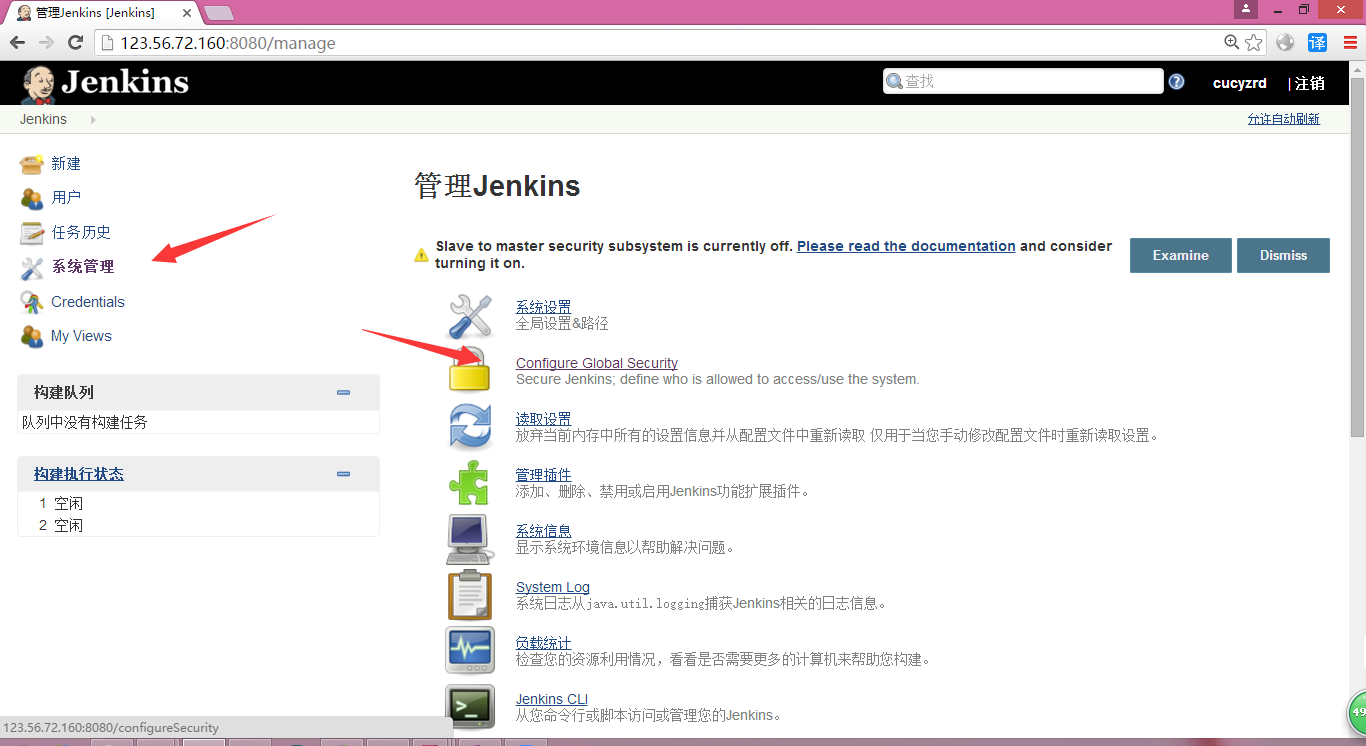 管理Jenkins [Jenkins]
123.56.72.160:8080/manage
译
Jenkins
查找
cucyzrd
| 注销
Jenkins
允许自动刷新
新建
用户
任务历史
系统管理
Credentials
My Views
构建队列
队列中没有构建任务
构建执行状态
1 空闲
2 空闲
管理Jenkins
Slave to master security subsystem is currently off. Please read the documentation and consider
turning it on.
Examine
Dismiss
系统设置
全局设置&路径
Configure Global Security
Secure Jenkins; define who is allowed to access/use the system.
读取设置
放弃当前内存中所有的设置信息并从配置文件中重新读取 仅用于当您手动修改配置文件时重新读取设置。
管理插件
添加、删除、禁用或启用Jenkins功能扩展插件。
系统信息
显示系统环境信息以帮助解决问题。
System Log
系统日志从java.util.logging捕获Jenkins相关的日志信息。
负载统计
检查您的资源利用情况，看看是否需要更多的计算机来帮助您构建。
Jenkins CLI
从您命令行或脚本访问或管理您的Jenkins。
123.56.72.160:8080/configureSecurity
49